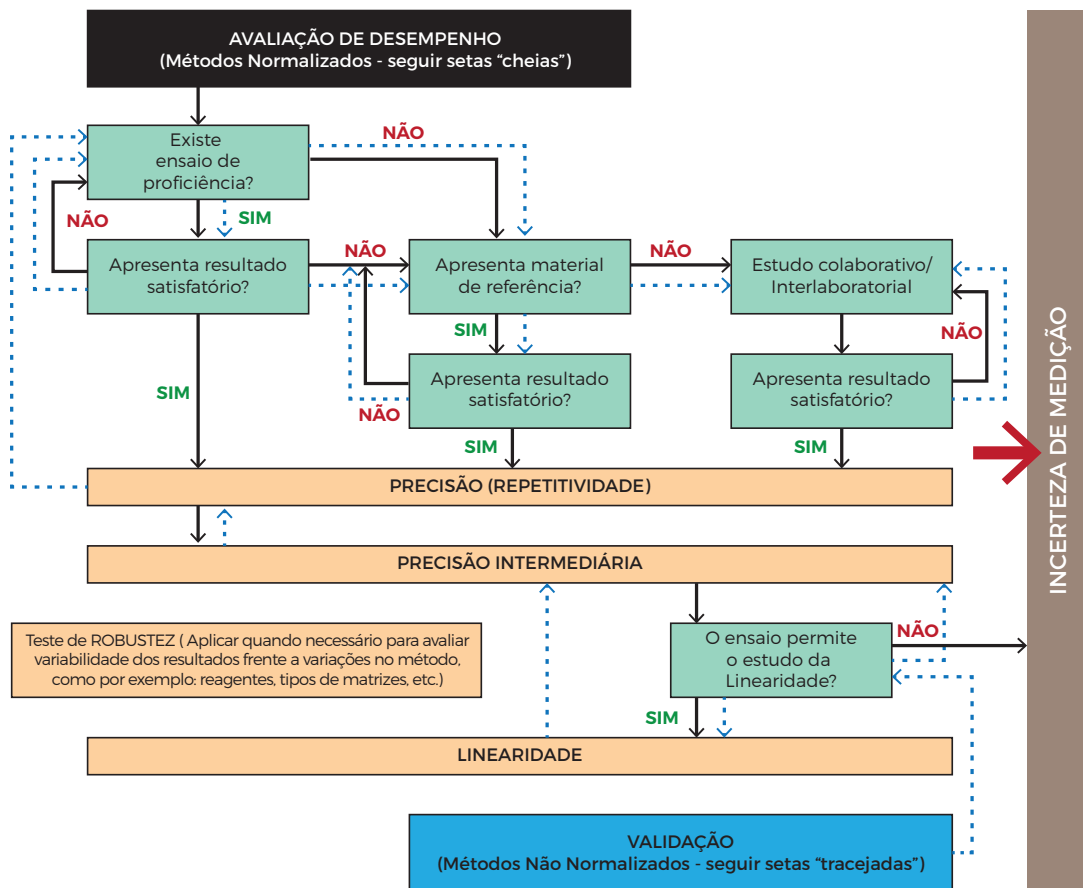 AVALIAÇÃO DE DESEMPENHO
(Métodos Normalizados - seguir setas “cheias”)
Existe
ensaio de
proficiência?
NÃO
NÃO
SIM
Apresenta resultado
satisfatório?
NÃO
Apresenta material
de referência?
NÃO
Estudo colaborativo/
Interlaboratorial
SIM
NÃO
SIM
Apresenta resultado
satisfatório?
NÃO
Apresenta resultado
satisfatório?
SIM
SIM
PRECISÃO (REPETITIVIDADE)
PRECISÃO INTERMEDIÁRIA
Teste de ROBUSTEZ ( Aplicar quando necessário para avaliar
variabilidade dos resultados frente a variações no método,
como por exemplo: reagentes, tipos de matrizes, etc.)
O ensaio permite
o estudo da
Linearidade?
NÃO
SIM
LINEARIDADE
VALIDAÇÃO
(Métodos Não Normalizados - seguir setas “tracejadas”)
INCERTEZA DE MEDIÇÃO